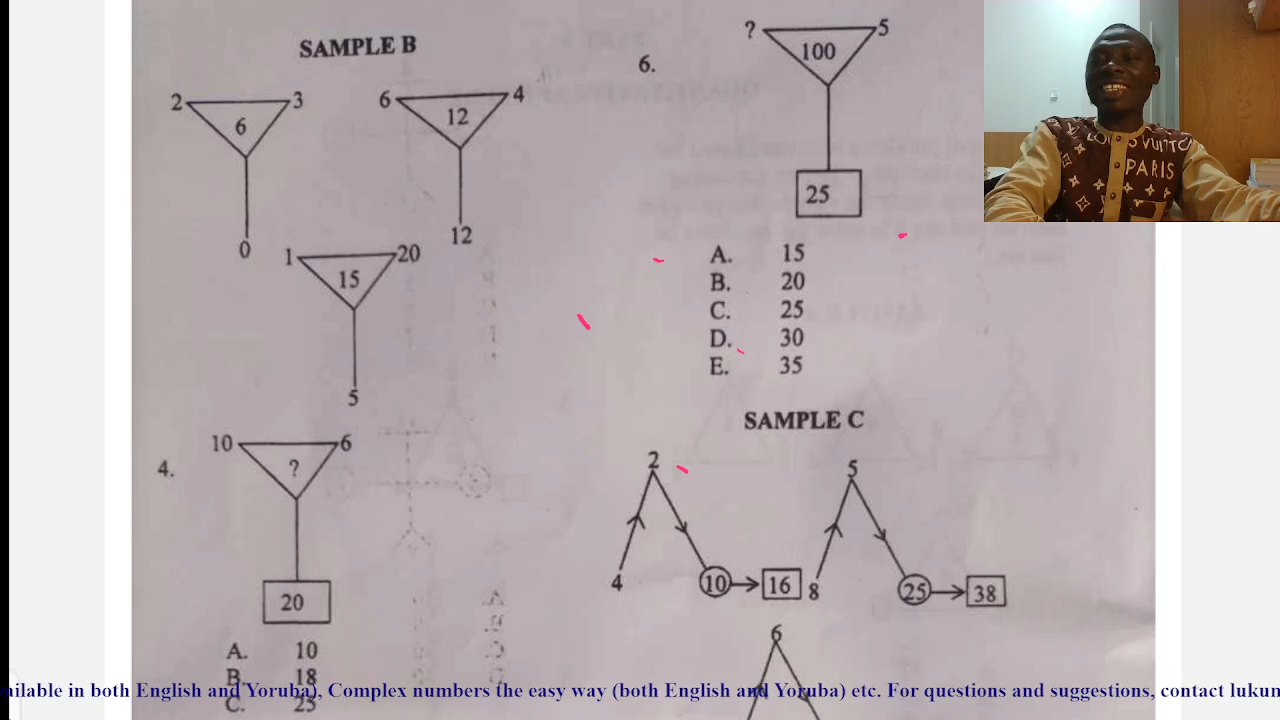 SAMPLE B
2 3
6
0
6 4
12
12
1 20
15
5
4.
10 6
?
20
A. 10
B. 18
C. 25
6.
? 5
100
25
A. 15
B. 20
C. 25
D. 30
E. 35
SAMPLE C
2
4 10 16
5
8 25 38
6
PARIS
ailable in both English and Yoruba), Complex numbers the easy way (both English and Yoruba) etc. For questions and suggestions, contact lukun